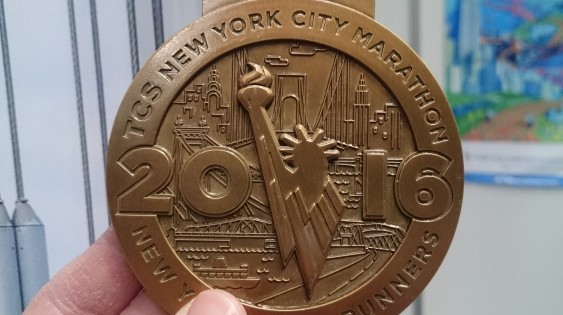 TCS NEW YORK CITY MARATHON
2016
NEW
RUNNERS